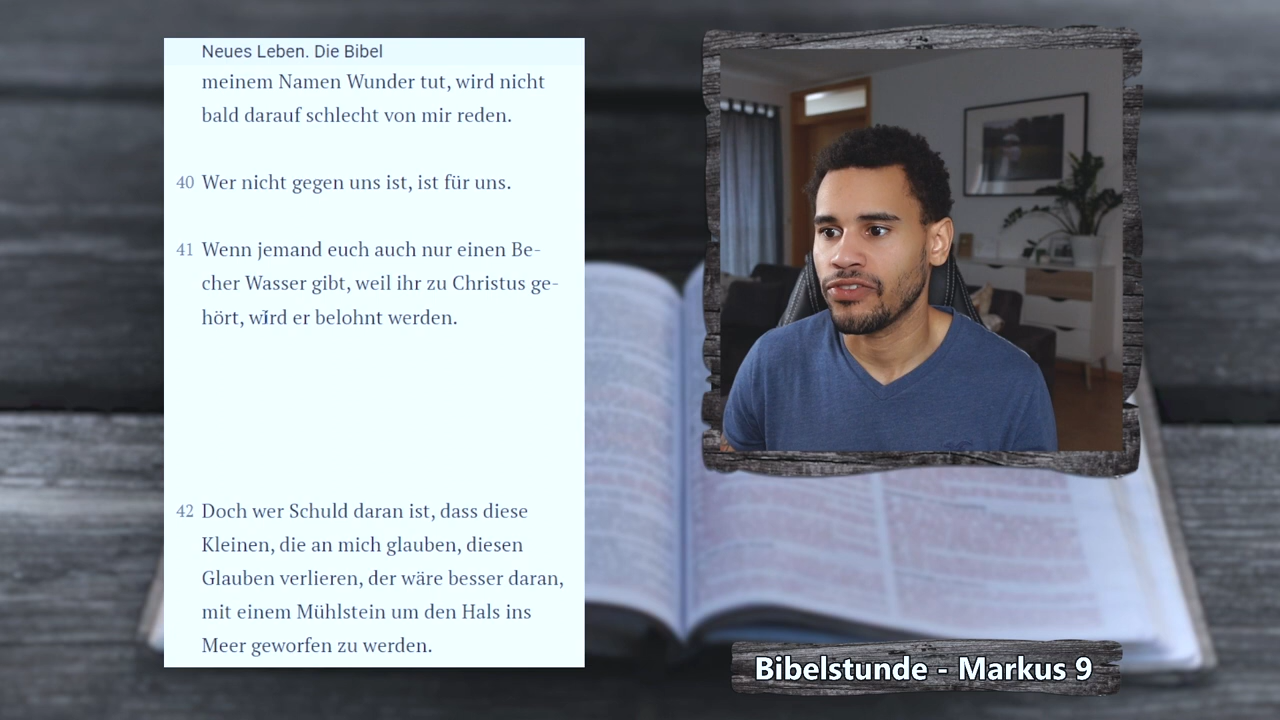 Neues Leben. Die Bibel
meinem Namen Wunder tut, wird nicht
bald darauf schlecht von mir reden.
40 Wer nicht gegen uns ist, ist für uns.
41 Wenn jemand euch auch nur einen Be-
cher Wasser gibt, weil ihr zu Christus ge-
hört, wird er belohnt werden.
42 Doch wer Schuld daran ist, dass diese
Kleinen, die an mich glauben, diesen
Glauben verlieren, der wäre besser daran,
mit einem Mühlstein um den Hals ins
Meer geworfen zu werden.
Bibelstunde - Markus 9